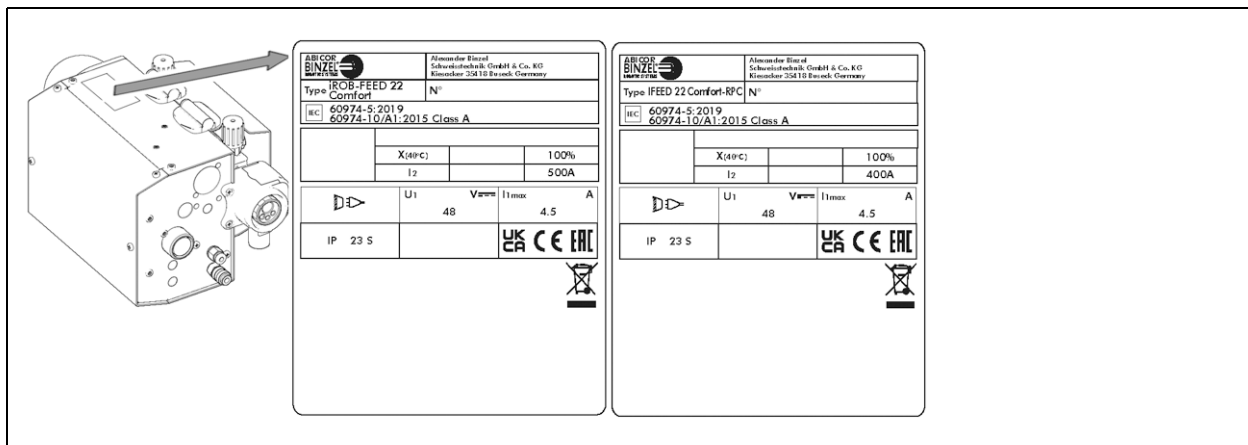 ABICOR
BINZEL
Alexander Binzel
Schweisstechnik GmbH & Co. KG
Kiesacker 35418 Buseck Germany
Type iROB-FEED 22
Comfort
N°
IEC
60974-5:2019
60974-10/A1:2015 Class A
X(40°C) 100%
I2 500A
U1 V I1max A
48 4.5
IP 23 S
UK
CA CE EAC
ABICOR
BINZEL
Alexander Binzel
Schweisstechnik GmbH & Co. KG
Kiesacker 35418 Buseck Germany
Type IFEED 22 Comfort-RPC N°
IEC
60974-5:2019
60974-10/A1:2015 Class A
X(40°C) 100%
I2 400A
U1 V I1max A
48 4.5
IP 23 S
UK
CA CE EAC